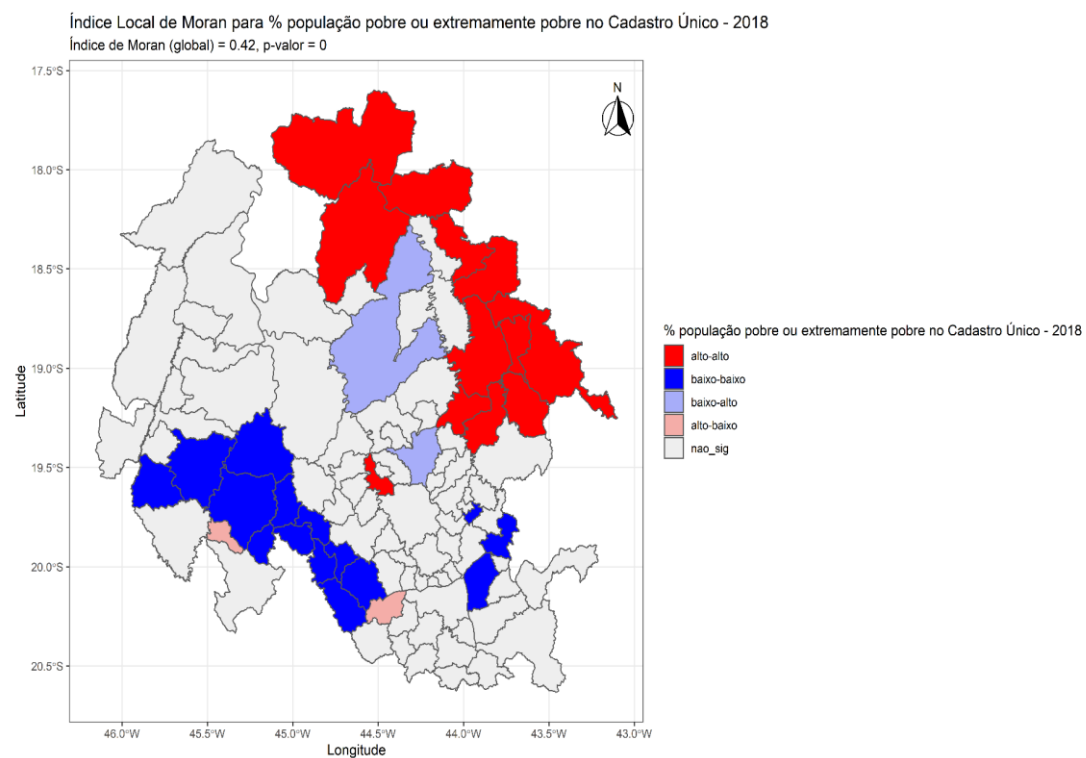 Índice Local de Moran para % população pobre ou extremamente pobre no Cadastro Único - 2018
Índice de Moran (global) = 0.42, p-valor = 0
N
17.5°S
18.0°S
18.5°S
19.0°S
19.5°S
20.0°S
20.5°S
Latitude
46.0°W 45.5°W 45.0°W 44.5°W 44.0°W 43.5°W 43.0°W
Longitude
% população pobre ou extremamente pobre no Cadastro Único - 2018
alto-alto
baixo-baixo
baixo-alto
alto-baixo
nao_sig